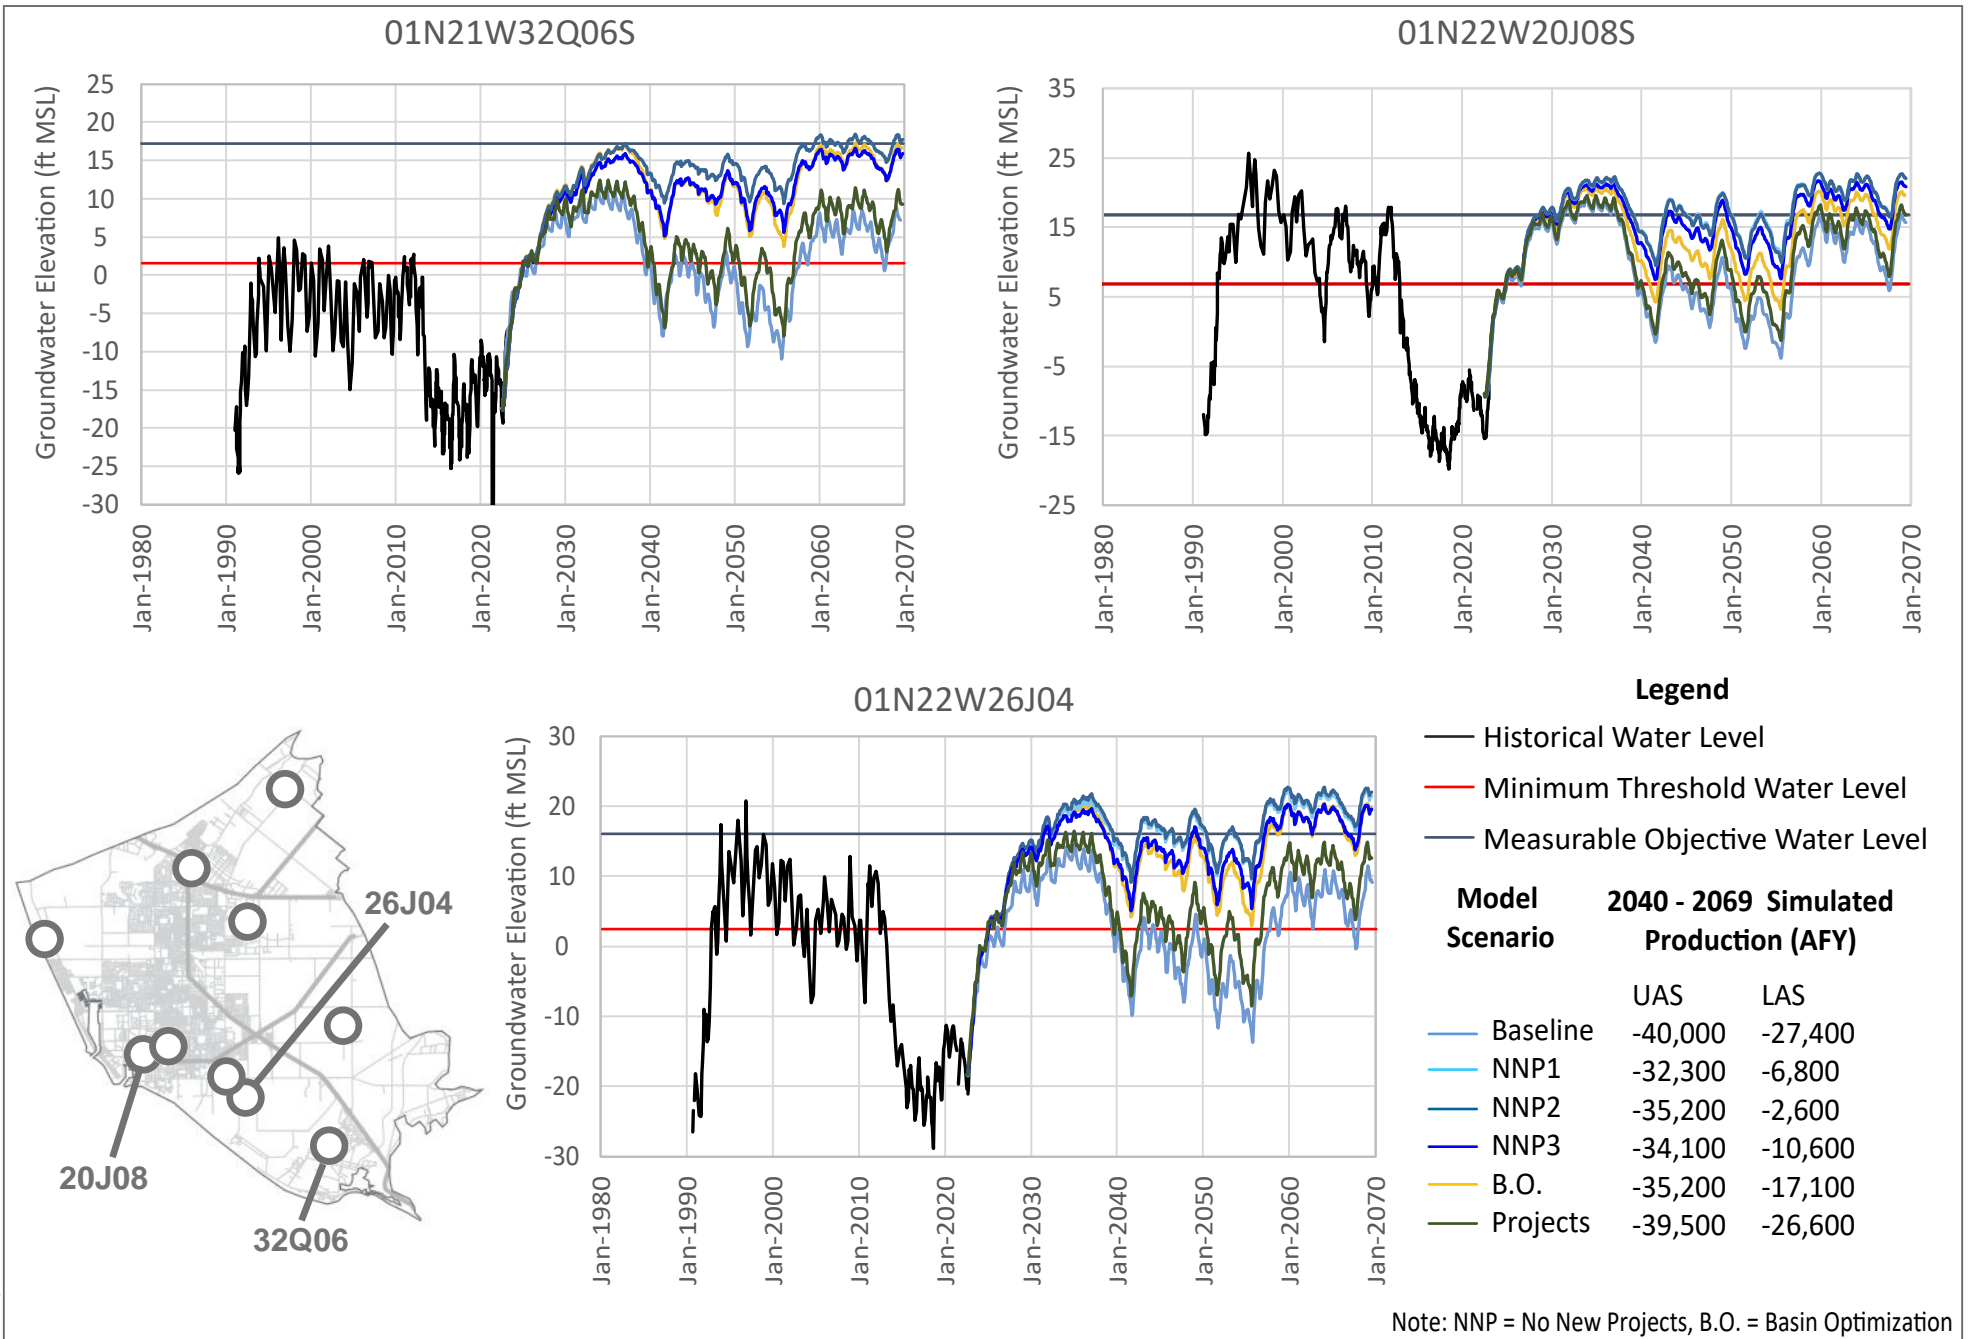 01N21W32Q06S
Groundwater Elevation (ft MSL)
25
20
15
10
5
0
-5
-10
-15
-20
-25
-30
Jan-1980
Jan-1990
Jan-2000
Jan-2010
Jan-2020
Jan-2030
Jan-2040
Jan-2050
Jan-2060
Jan-2070
01N22W20J08S
Groundwater Elevation (ft MSL)
35
25
15
5
-5
-15
-25
Jan-1980
Jan-1990
Jan-2000
Jan-2010
Jan-2020
Jan-2030
Jan-2040
Jan-2050
Jan-2060
Jan-2070
26J04
20J08
32Q06
01N22W26J04
Groundwater Elevation (ft MSL)
30
20
10
0
-10
-20
-30
Jan-1980
Jan-1990
Jan-2000
Jan-2010
Jan-2020
Jan-2030
Jan-2040
Jan-2050
Jan-2060
Jan-2070
Legend
Historical Water Level
Minimum Threshold Water Level
Measurable Objective Water Level
Model Scenario
2040 - 2069 Simulated Production (AFY)
UAS LAS
Baseline -40,000 -27,400
NNP1 -32,300 -6,800
NNP2 -35,200 -2,600
NNP3 -34,100 -10,600
B.O. -35,200 -17,100
Projects -39,500 -26,600
Note: NNP = No New Projects, B.O. = Basin Optimization